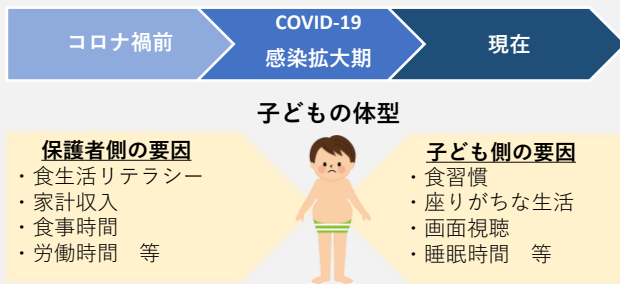 コロナ禍前
COVID-19
感染拡大期
現在
子どもの体型
保護者側の要因
・食生活リテラシー
・家計収入
・食事時間
・労働時間　等
子ども側の要因
・食習慣
・座りがちな生活
・画面視聴
・睡眠時間　等